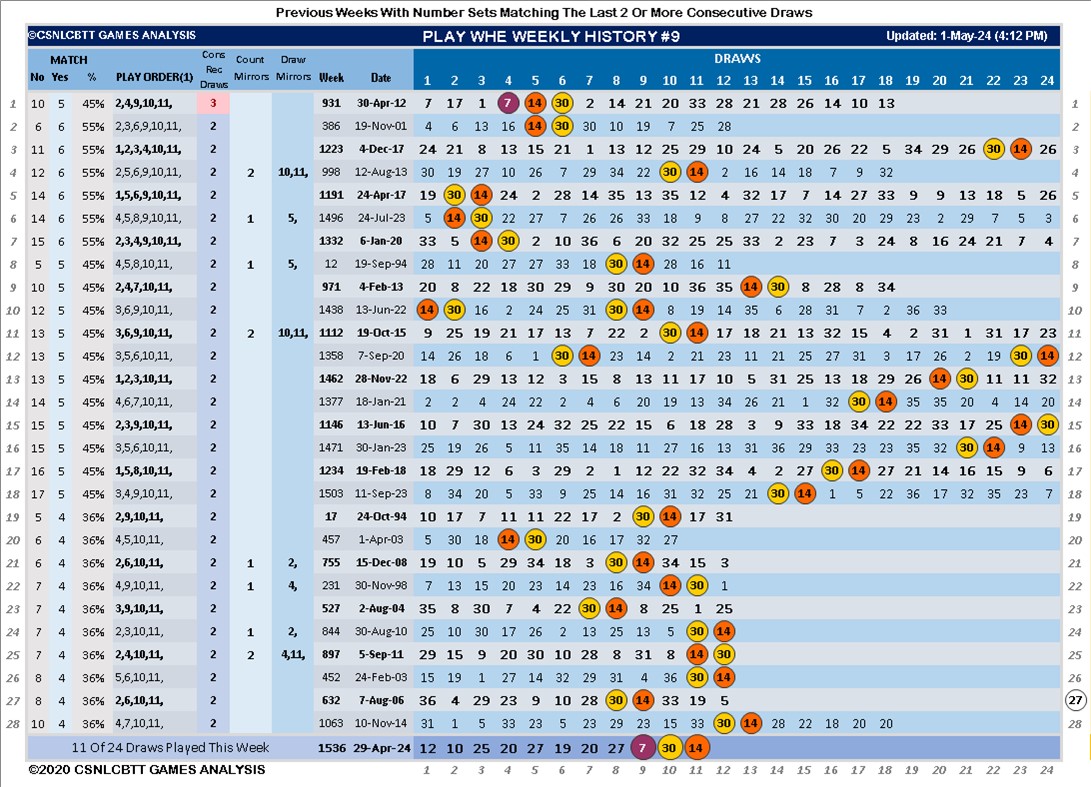 Previous Weeks With Number Sets Matching The Last 2 Or More Consecutive Draws
©CSNLCBTT GAMES ANALYSIS PLAY WHE WEEKLY HISTORY #9 Updated: 1-May-24 (4:12 PM)
MATCH Cons Count Draw DRAWS
No Yes % PLAY ORDER(1) Rec Draws Mirrors Mirrors Week Date 1 2 3 4 5 6 7 8 9 10 11 12 13 14 15 16 17 18 19 20 21 22 23 24
1 10 5 45% 2,4,9,10,11, 3 931 30-Apr-12 7 17 1 7 14 30 2 14 21 20 33 28 21 28 26 14 10 13 1
2 6 6 55% 2,3,6,9,10,11, 2 386 19-Nov-01 4 6 13 16 14 30 30 10 19 7 25 28 2
3 11 6 55% 1,2,3,4,10,11, 2 1223 4-Dec-17 24 21 8 13 15 21 1 13 12 25 29 10 24 5 20 26 22 5 34 29 26 30 14 26 3
4 12 6 55% 2,5,6,9,10,11, 2 2 10,11, 998 12-Aug-13 30 19 27 10 26 7 29 34 22 30 14 2 16 14 18 7 9 32 4
5 14 6 55% 1,5,6,9,10,11, 2 1191 24-Apr-17 19 30 14 24 2 28 14 35 13 35 12 4 32 17 7 14 27 33 9 9 13 18 5 26 5
6 14 6 55% 4,5,8,9,10,11, 2 1 5, 1496 24-Jul-23 5 14 30 22 27 7 26 26 33 18 9 8 27 22 32 30 20 29 23 2 29 7 5 3 6
7 15 6 55% 2,3,4,9,10,11, 2 1332 6-Jan-20 33 5 14 30 2 10 36 6 20 32 25 25 33 2 23 7 3 24 8 16 24 21 7 4 7
8 5 5 45% 4,5,8,10,11, 2 1 5, 12 19-Sep-94 28 11 20 27 27 33 18 30 14 28 16 11 8
9 10 5 45% 2,4,7,10,11, 2 971 4-Feb-13 20 8 22 18 30 29 9 30 20 10 36 35 14 30 8 28 8 34 9
10 12 5 45% 3,6,9,10,11, 2 1438 13-Jun-22 14 30 16 2 24 25 31 30 14 8 19 14 35 6 28 31 7 2 36 33 10
11 13 5 45% 3,6,9,10,11, 2 2 10,11, 1112 19-Oct-15 9 25 19 21 17 13 7 22 2 30 14 17 18 21 13 32 15 4 2 31 1 31 17 23 11
12 13 5 45% 3,5,6,10,11, 2 1358 7-Sep-20 14 26 18 6 1 30 14 23 14 2 21 23 11 21 25 27 31 3 17 26 2 19 30 14 12
13 13 5 45% 1,2,3,10,11, 2 1462 28-Nov-22 18 6 29 13 12 3 15 8 13 11 17 10 5 31 25 13 18 29 26 14 30 11 11 32 13
14 14 5 45% 4,6,7,10,11, 2 1377 18-Jan-21 2 2 4 24 22 2 4 6 20 19 13 34 26 21 1 32 30 14 35 35 20 4 14 20 14
15 15 5 45% 2,3,9,10,11, 2 1146 13-Jun-16 10 7 30 13 24 32 25 22 15 6 18 28 3 9 33 18 34 22 22 33 17 25 14 30 15
16 15 5 45% 3,5,6,10,11, 2 1471 30-Jan-23 25 19 26 5 11 35 14 27 11 27 16 13 31 36 29 33 23 23 35 26 30 14 9 13 16
17 16 5 45% 1,5,8,10,11, 2 1234 19-Feb-18 18 29 12 6 3 29 2 1 12 22 32 34 4 2 27 30 14 27 21 14 16 15 9 6 17
18 17 5 45% 3,4,9,10,11, 2 1503 11-Sep-23 8 34 20 5 33 9 25 14 16 31 32 25 21 30 14 1 5 22 36 17 32 35 23 7 18
19 5 4 36% 2,9,10,11, 2 17 24-Oct-94 10 17 7 11 11 22 17 2 30 14 17 31 19
20 6 4 36% 4,5,10,11, 2 457 1-Apr-03 5 30 18 14 30 20 16 17 32 27 20
21 6 4 36% 2,6,10,11, 2 1 2, 755 15-Dec-08 19 10 5 29 34 18 3 30 14 34 15 3 21
22 7 4 36% 4,9,10,11, 2 1 4, 231 30-Nov-98 7 13 15 20 23 14 23 16 34 14 30 1 22
23 7 4 36% 3,9,10,11, 2 527 2-Aug-04 35 8 30 7 4 22 30 14 8 25 1 25 23
24 7 4 36% 2,3,10,11, 2 1 2, 844 30-Aug-10 25 10 30 17 26 2 13 25 13 5 30 14 24
25 7 4 36% 2,4,10,11, 2 2 4,11, 897 5-Sep-11 29 15 9 20 30 10 28 8 31 8 14 30 25
26 8 4 36% 5,6,10,11, 2 452 24-Feb-03 15 19 1 27 14 32 29 31 4 36 30 14 26
27 8 4 36% 2,6,10,11, 2 632 7-Aug-06 36 4 29 23 9 10 28 30 14 33 19 5 27
28 10 4 36% 4,7,10,11, 2 1063 10-Nov-14 31 1 5 33 23 5 23 29 23 15 33 30 14 28 22 18 20 20 28
11 Of 24 Draws Played This Week 1536 29-Apr-24 12 10 25 20 27 19 20 27 7 30 14
©2020 CSNLCBTT GAMES ANALYSIS 1 2 3 4 5 6 7 8 9 10 11 12 13 14 15 16 17 18 19 20 21 22 23 24